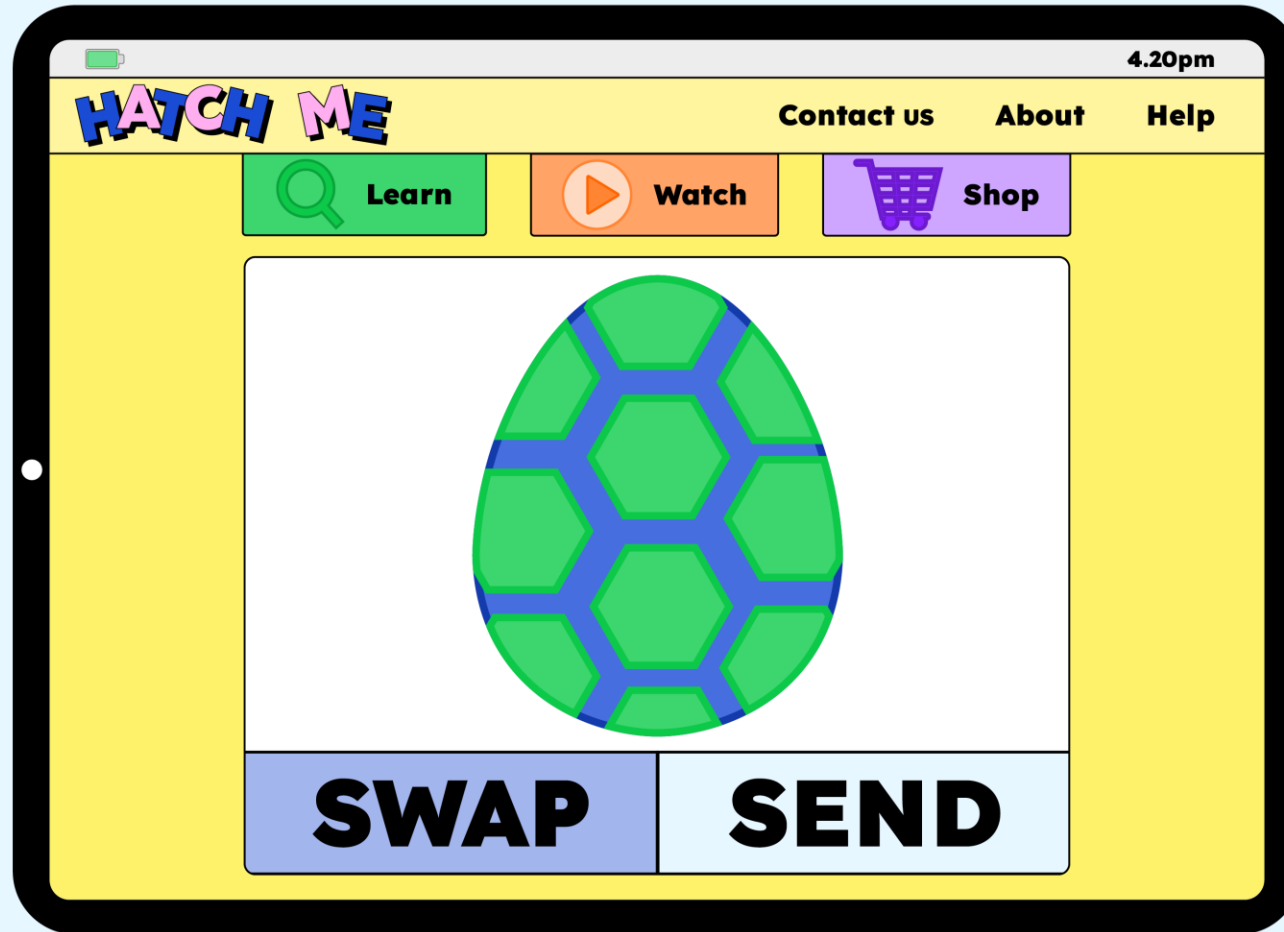 4.20pm
HATCH ME
Contact us About Help
Learn Watch Shop
SWAP SEND